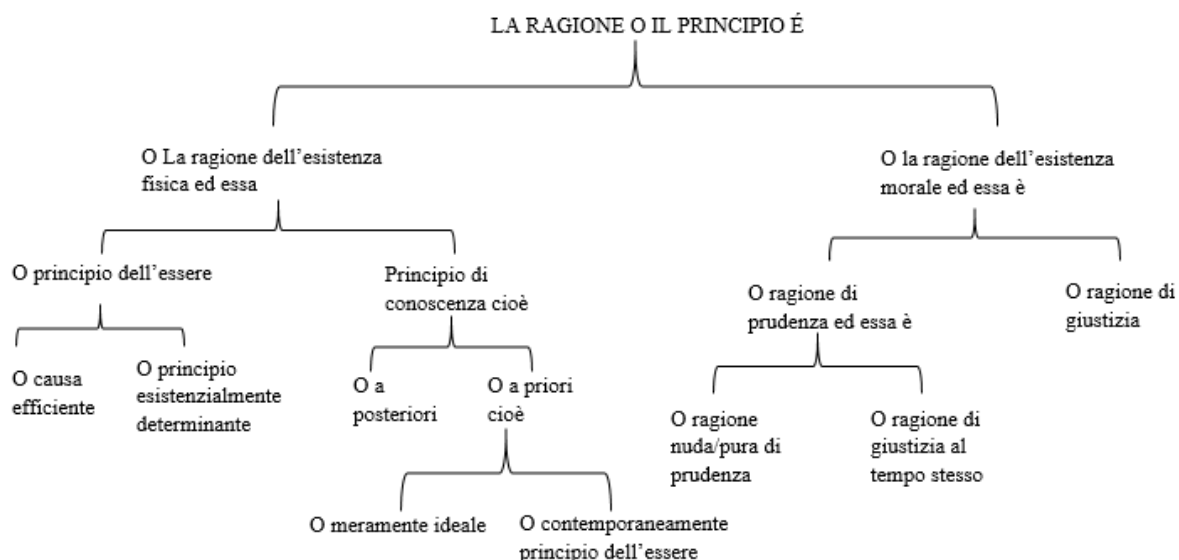 LA RAGIONE O IL PRINCIPIO É
O La ragione dell'esistenza
fisica ed essa
O la ragione dell'esistenza
morale ed essa è
O principio dell'essere
Principio di
conoscenza cioè
O ragione di
prudenza ed essa è
O ragione di
giustizia
O causa
efficiente
O principio
esistenzialmente
determinante
O a
posteriori
O a priori
cioè
O ragione
nuda/pura di
prudenza
O ragione di
giustizia al
tempo stesso
O meramente ideale
O contemporaneamente
principio dell'essere